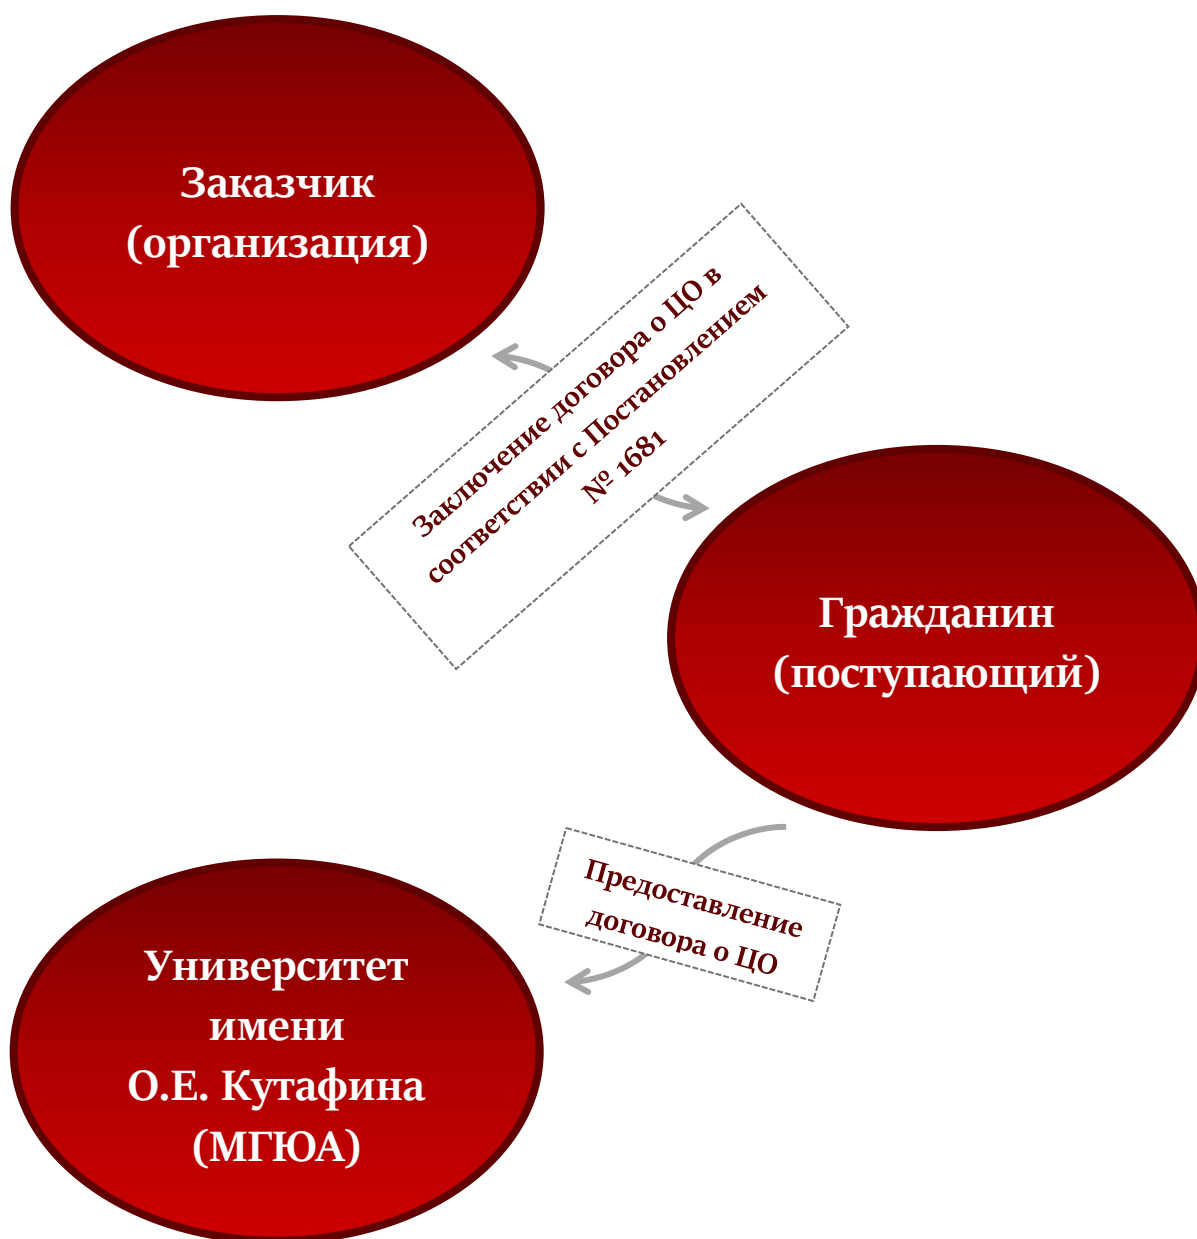 Заказчик
(организация)
Заключение договора о ЦО в
соответствии с Постановлением
№ 1681
Гражданин
(поступающий)
Предоставление
договора о ЦО
Университет
имени
О.Е. Кутафина
(МГЮА)